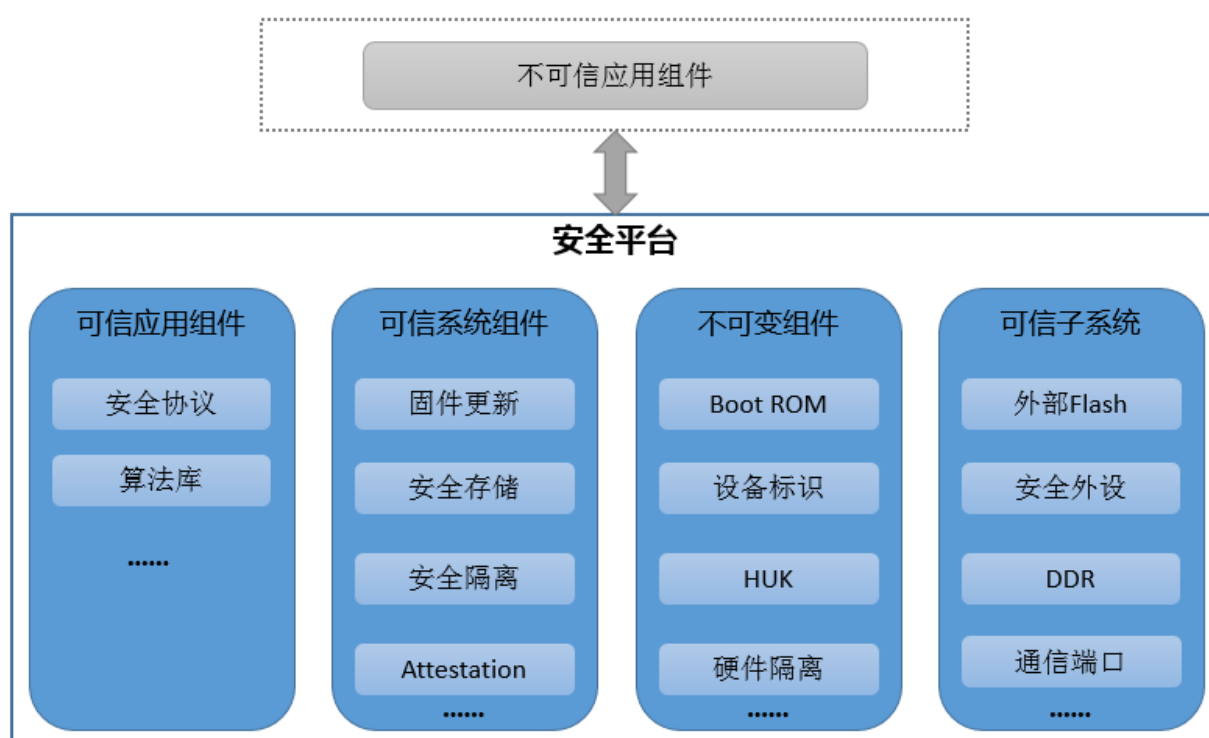 不可信应用组件
安全平台
可信应用组件
安全协议
算法库
......
可信系统组件
固件更新
安全存储
安全隔离
Attestation
......
不可变组件
Boot ROM
设备标识
HUK
硬件隔离
......
可信子系统
外部Flash
安全外设
DDR
通信端口
......